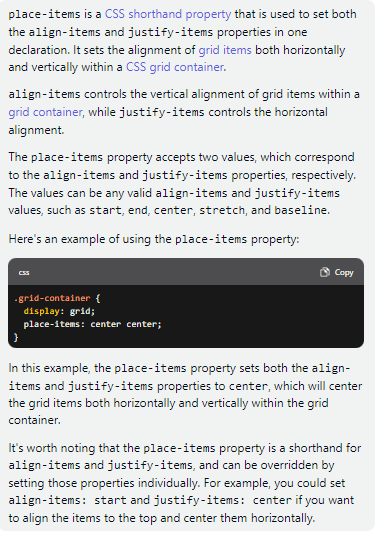 place-items is a CSS shorthand property that is used to set both
the align-items and justify-items properties in one
declaration. It sets the alignment of grid items both horizontally
and vertically within a CSS grid container.
align-items controls the vertical alignment of grid items within a
grid container, while justify-items controls the horizontal
alignment.
The place-items property accepts two values, which correspond
to the align-items and justify-items properties, respectively.
The values can be any valid align-items and justify-items
values, such as start, end, center, stretch, and baseline.
Here's an example of using the place-items property:
css
Copy
.grid-container {
  display: grid;
  place-items: center center;
}
In this example, the place-items property sets both the align-
items and justify-items properties to center, which will center
the grid items both horizontally and vertically within the grid
container.
It's worth noting that the place-items property is a shorthand for
align-items and justify-items, and can be overridden by
setting those properties individually. For example, you could set
align-items: start and justify-items: center if you want
to align the items to the top and center them horizontally.